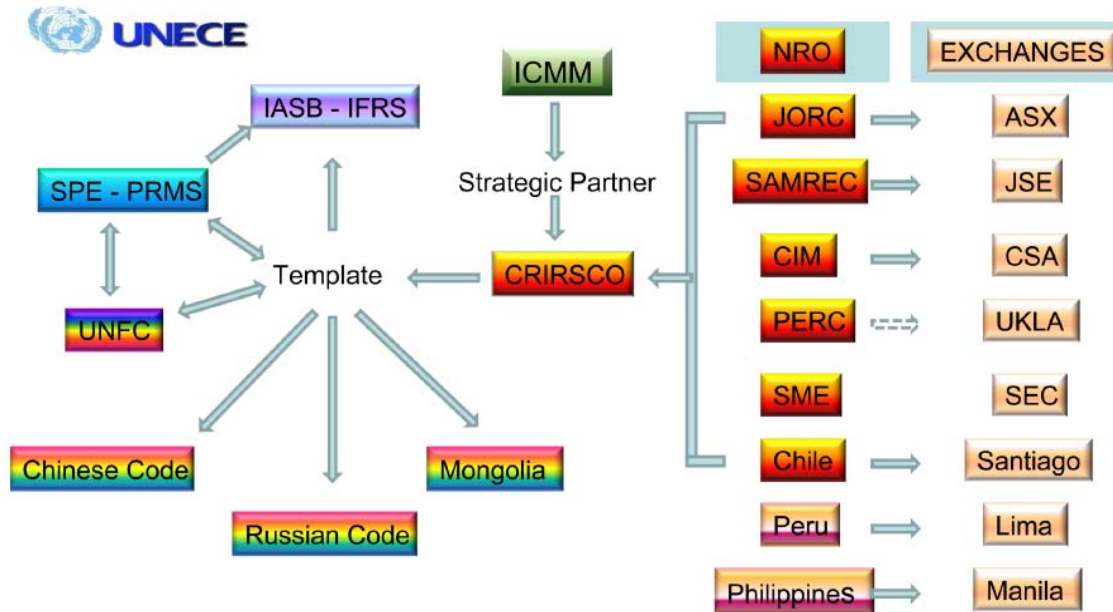 UNECE
NRO
EXCHANGES
ICMM
IASB - IFRS
JORC
ASX
SPE - PRMS
Strategic Partner
SAMREC
JSE
Template
CRIRSCO
CIM
CSA
UNFC
PERC
UKLA
SME
SEC
Chinese Code
Mongolia
Chile
Santiago
Russian Code
Peru
Lima
Philippines
Manila